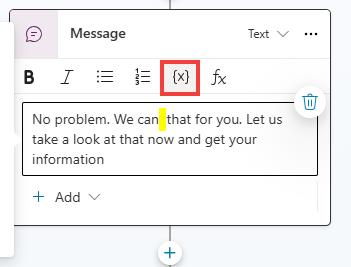 Message
Text
B I {x} fx
No problem. We can that for you. Let us
take a look at that now and get your
information
+ Add